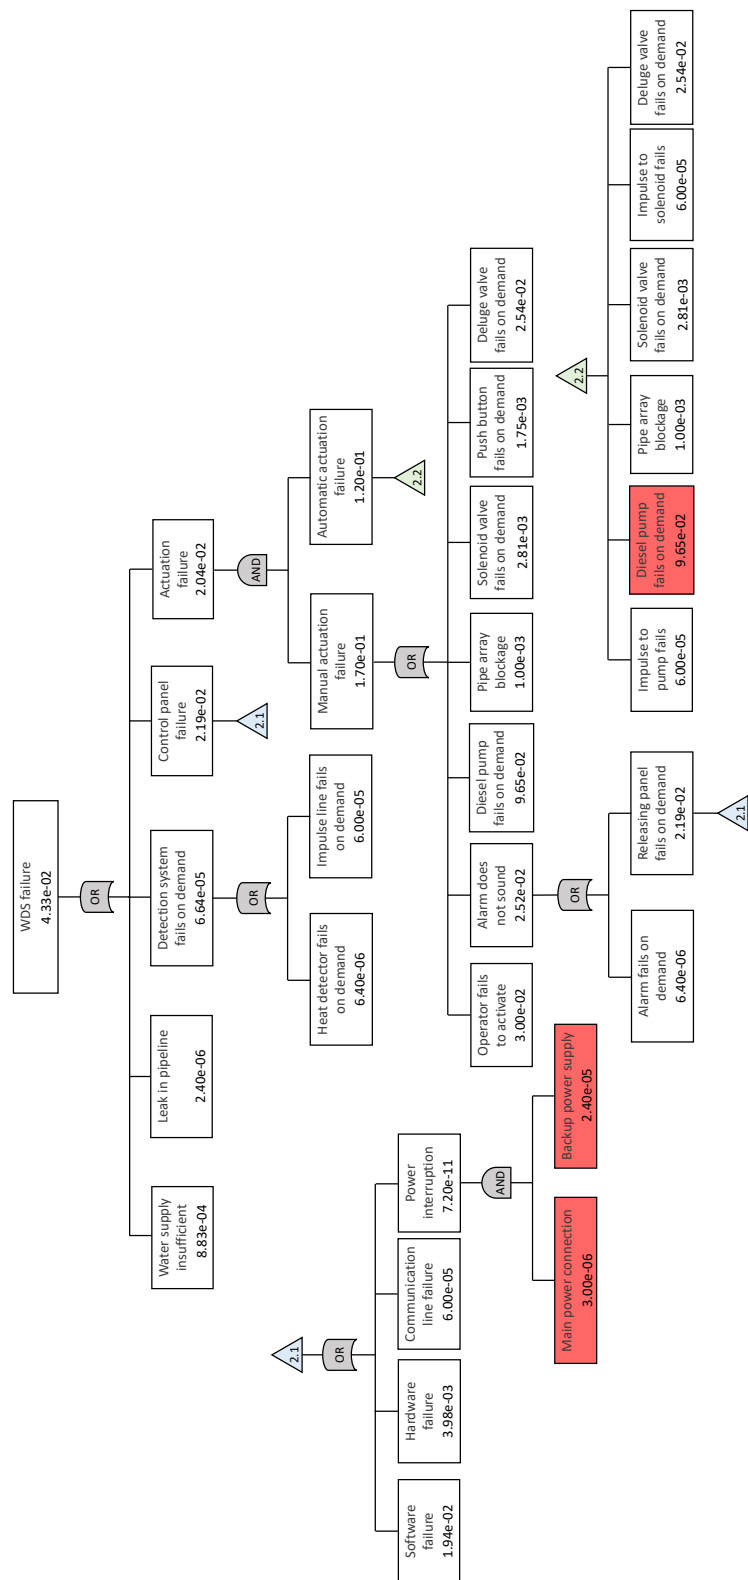 WDS failure
4.33e-02
OR
Water supply
insufficient
8.83e-04
Leak in pipeline
2.40e-06
Detection system
fails on demand
6.64e-05
Control panel
failure
2.19e-02
Actuation
failure
2.04e-02
OR
2.1
AND
Heat detector fails
on demand
6.40e-06
Impulse line fails
on demand
6.00e-05
Manual actuation
failure
1.70e-01
Automatic actuation
failure
1.20e-01
OR
2.2
Operator fails
to activate
3.00e-02
Alarm does
not sound
2.52e-02
Diesel pump
fails on demand
9.65e-02
Pipe array
blockage
1.00e-03
Solenoid valve
fails on demand
2.81e-03
Push button
fails on demand
1.75e-03
Deluge valve
fails on demand
2.54e-02
OR
Alarm fails on
demand
6.40e-06
Releasing panel
fails on demand
2.19e-02
2.1
2.1
OR
Software
failure
1.94e-02
Hardware
failure
3.98e-03
Communication
line failure
6.00e-05
Power
interruption
7.20e-11
AND
Main power connection
3.00e-06
Backup power supply
2.40e-05
2.2
Impulse to
pump fails
6.00e-05
Diesel pump
fails on demand
9.65e-02
Pipe array
blockage
1.00e-03
Solenoid valve
fails on demand
2.81e-03
Impulse to
solenoid fails
6.00e-05
Deluge valve
fails on demand
2.54e-02